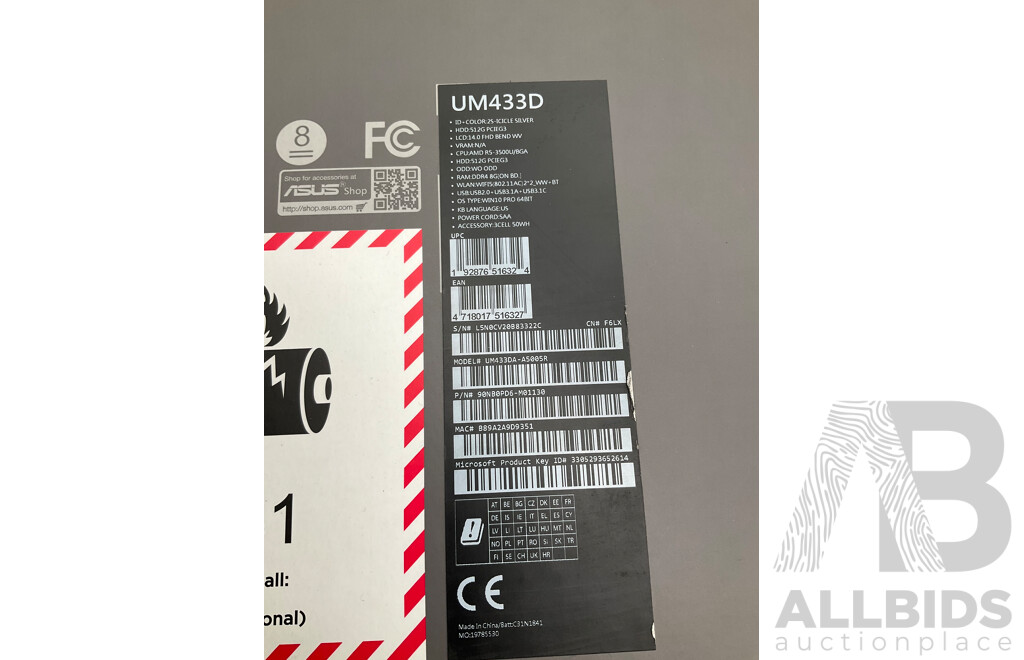 8
FC
Shop for accessories at
ASUS Shop
http://shop.asus.com
1
all:
onal)
UM433D
• ID+COLOR:2S-ICICLE SILVER
• HDD:512G PCIEG3
• LCD:14.0 FHD BEND WV
• VRAM:N/A
• CPU:AMD R5-3500U/BGA
• HDD:512G PCIEG3
• ODD:WO ODD
• RAM:DDR4 8G[ON BD.]
• WLAN:WIFI5(802.11AC)2*2_WW+BT
• USB:USB2.0+USB3.1A+USB3.1C
• OS TYPE:WIN10 PRO 64BIT
• KB LANGUAGE:US
• POWER CORD:SAA
• ACCESSORY:3CELL 50WH
UPC
1 92876 51632 4
EAN
4 718017 516327
S/N# L5N0CV20B83322C CN# F6LX
MODEL# UM433DA-A5005R
P/N# 90NB0PD6-M01130
MAC# B89A2A9D9351
Microsoft Product Key ID# 3305293652614
AT BE BG CZ DK EE FR
DE IS IE IT EL ES CY
LV LI LT LU HU MT NL
NO PL PT RO SI SK TR
FI SE CH UK HR
CE
Made In China/Batt:C31N1841
MO:19785530
AB
ALLBIDS
auctionplace